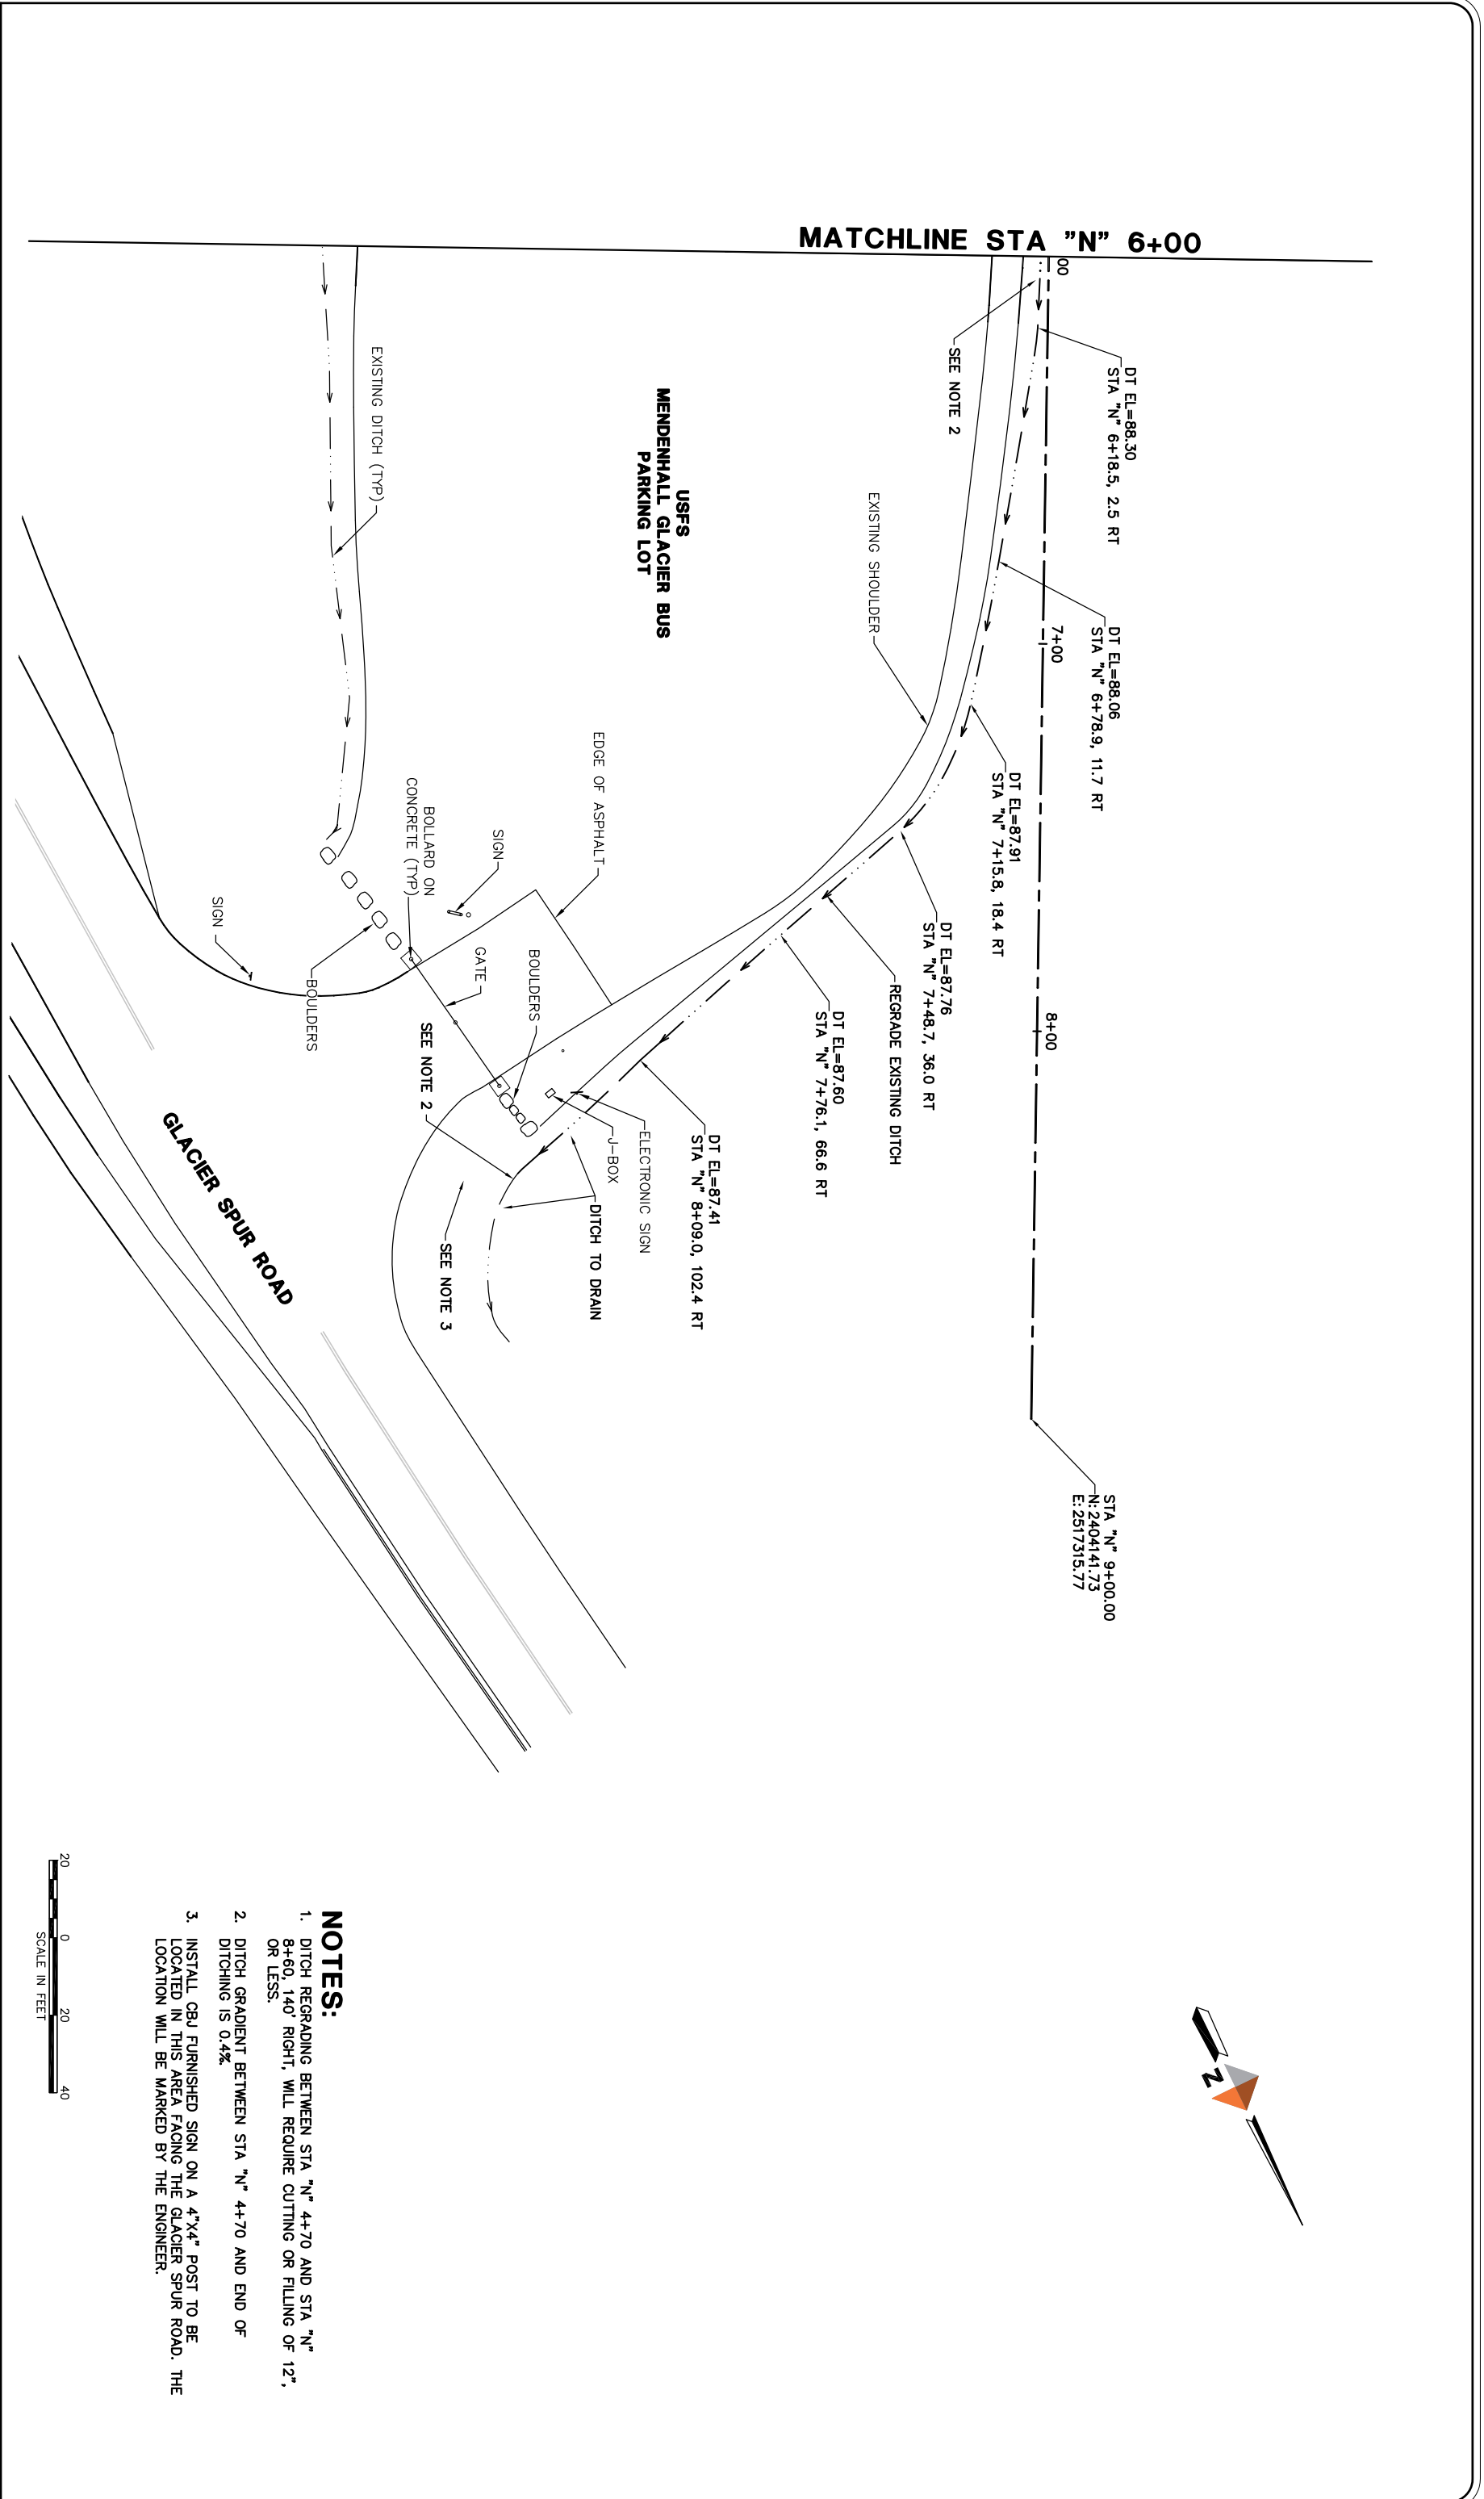 MATCHLINE STA "N" 6+00
00
DT EL=88.30
STA "N" 6+18.5, 2.5 RT
SEE NOTE 2
DT EL=88.06
STA "N" 6+78.9, 11.7 RT
7+00
DT EL=87.91
STA "N" 7+15.8, 18.4 RT
DT EL=87.76
STA "N" 7+48.7, 36.0 RT
8+00
REGRADE EXISTING DITCH
DT EL=87.60
STA "N" 7+76.1, 66.6 RT
DT EL=87.41
STA "N" 8+09.0, 102.4 RT
STA "N" 9+00.00
N:2404141.73
E:2517315.77
EXISTING SHOULDER
USFS
MENDENHALL GLACIER BUS
PARKING LOT
EXISTING DITCH (TYP)
EDGE OF ASPHALT
SIGN
BOLLARD ON
CONCRETE (TYP)
SIGN
BOULDERS
GATE
BOULDERS
SEE NOTE 2
J-BOX
ELECTRONIC SIGN
DITCH TO DRAIN
SEE NOTE 3
GLACIER SPUR ROAD
N
NOTES:
1. DITCH REGRADING BETWEEN STA "N" 4+70 AND STA "N"
8+60, 140' RIGHT, WILL REQUIRE CUTTING OR FILLING OF 12",
OR LESS.
2. DITCH GRADIENT BETWEEN STA "N" 4+70 AND END OF
DITCHING IS 0.4%.
3. INSTALL CBJ FURNISHED SIGN ON A 4"X4" POST TO BE
LOCATED IN THIS AREA FACING THE GLACIER SPUR ROAD. THE
LOCATION WILL BE MARKED BY THE ENGINEER.
20 0 20 40
SCALE IN FEET